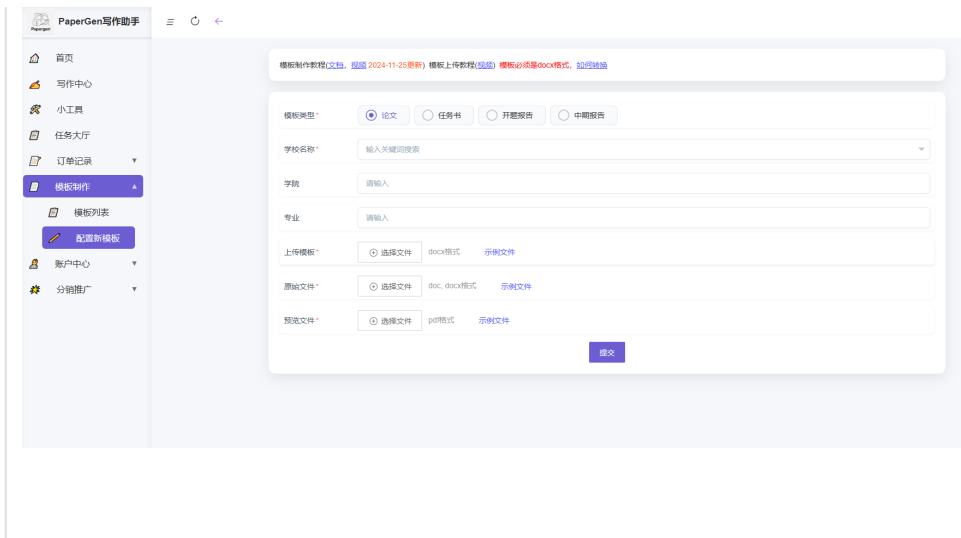 Papergen
PaperGen写作助手
首页
写作中心
小工具
任务大厅
订单记录
模板制作
模板列表
配置新模板
账户中心
分销推广
模板制作教程(文档, 视频 2024-11-25更新) 模板上传教程(视频) 模板必须是docx格式, 如何转换
模板类型* 论文 任务书 开题报告 中期报告
学校名称* 输入关键词搜索
学院 请输入
专业 请输入
上传模板* 选择文件 docx格式 示例文件
原始文件* 选择文件 doc, docx格式 示例文件
预览文件* 选择文件 pdf格式 示例文件
提交